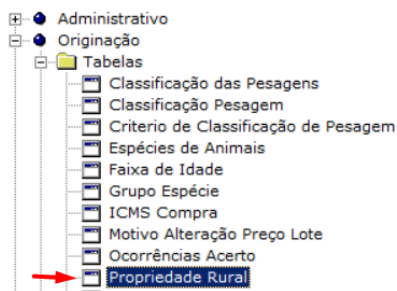 Administrativo
Originação
Tabelas
Classificação das Pesagens
Classificação Pesagem
Criterio de Classificação de Pesagem
Espécies de Animais
Faixa de Idade
Grupo Espécie
ICMS Compra
Motivo Alteração Preço Lote
Ocorrências Acerto
Propriedade Rural